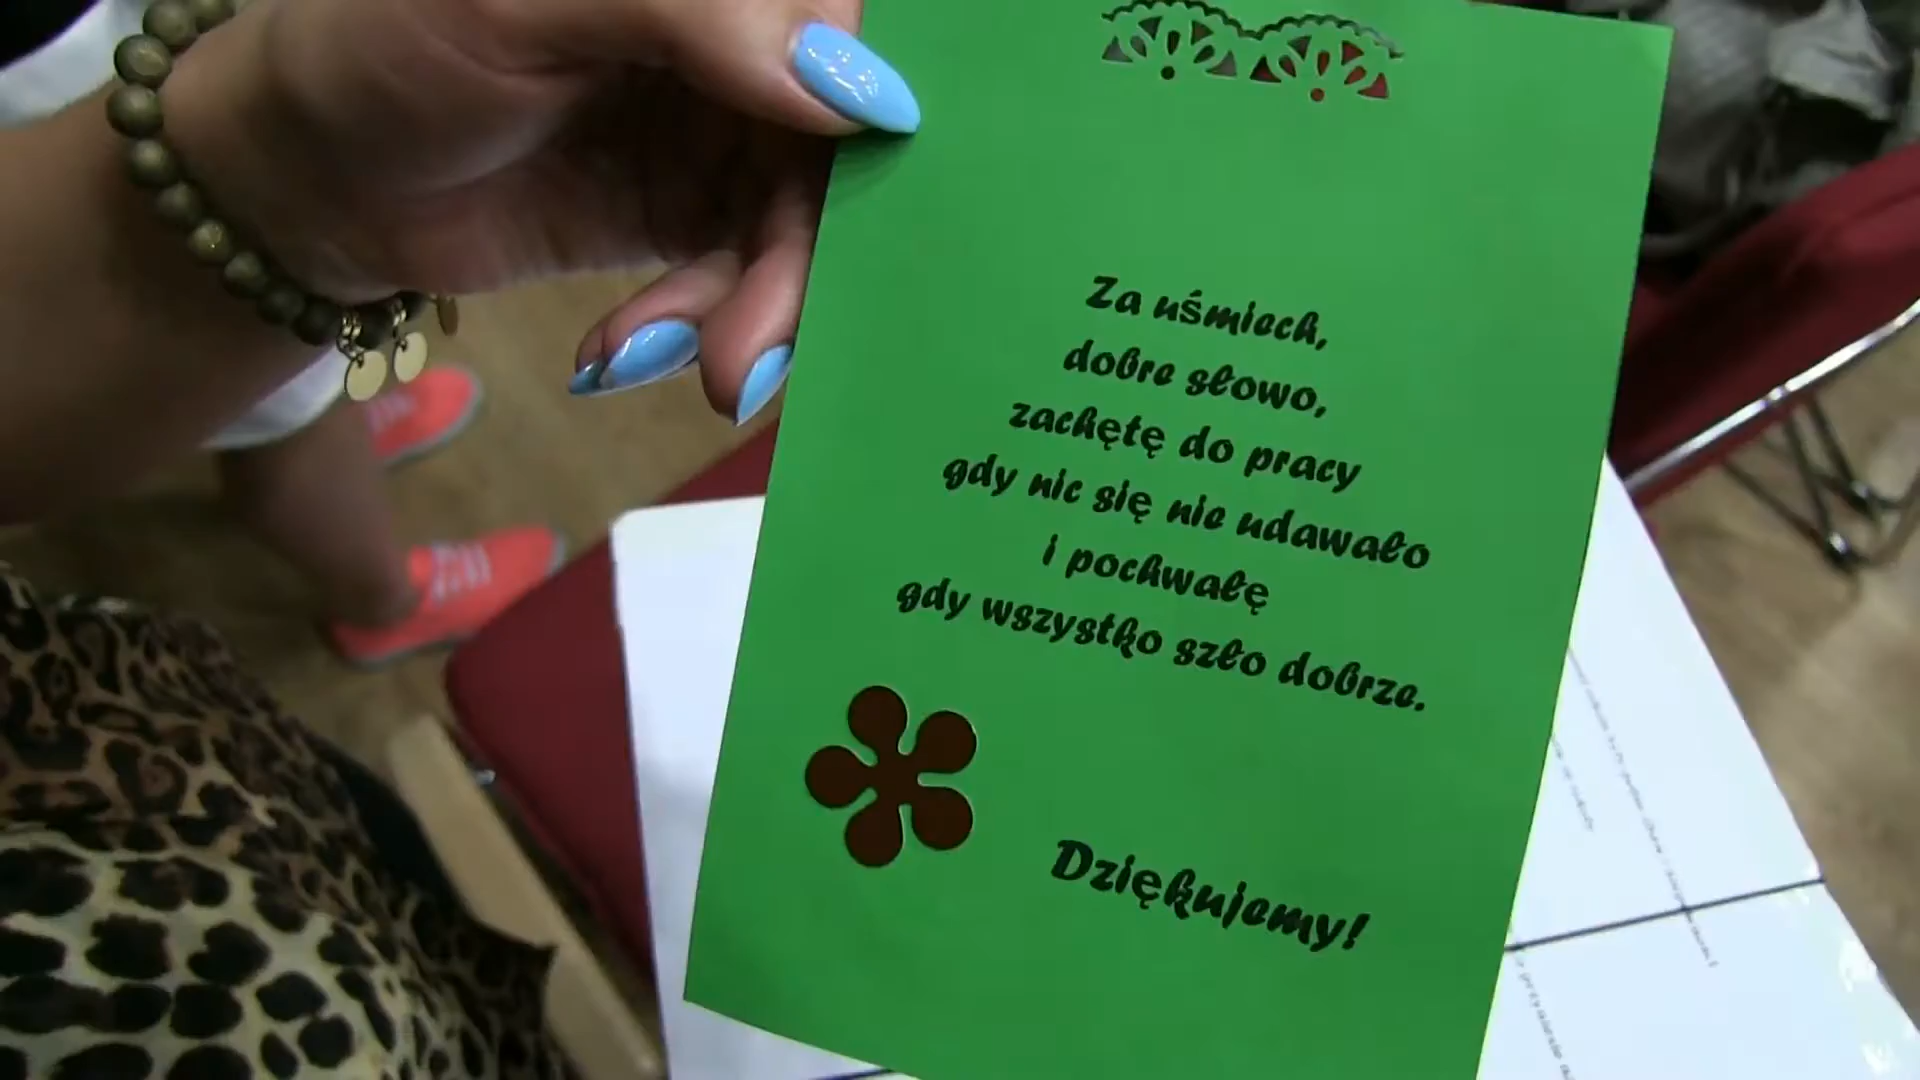 Za uśmiech,
dobre słowo,
zachętę do pracy
gdy nic się nie udawało
i pochwałę
gdy wszystko szło dobrze.
Dziękujemy!